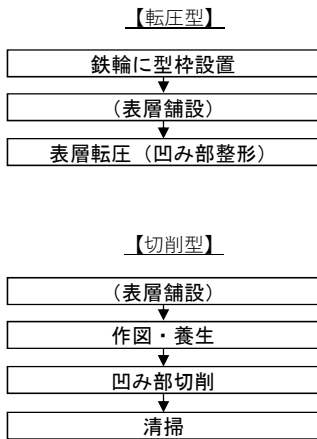 【転圧型】
鉄輪に型枠設置
（表層舗設）
表層転圧（凹み部整形）
【切削型】
（表層舗設）
作図・養生
凹み部切削
清掃